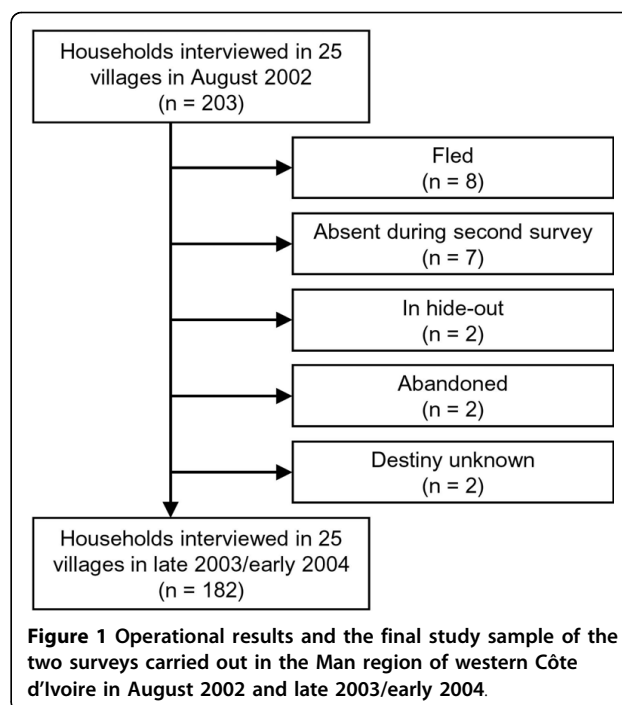 Households interviewed in 25
villages in August 2002
(n = 203)
Fled
(n = 8)
Absent during second survey
(n = 7)
In hide-out
(n = 2)
Abandoned
(n = 2)
Destiny unknown
(n = 2)
Households interviewed in 25
villages in late 2003/early 2004
(n = 182)
Figure 1 Operational results and the final study sample of the
two surveys carried out in the Man region of western Côte
d'Ivoire in August 2002 and late 2003/early 2004.